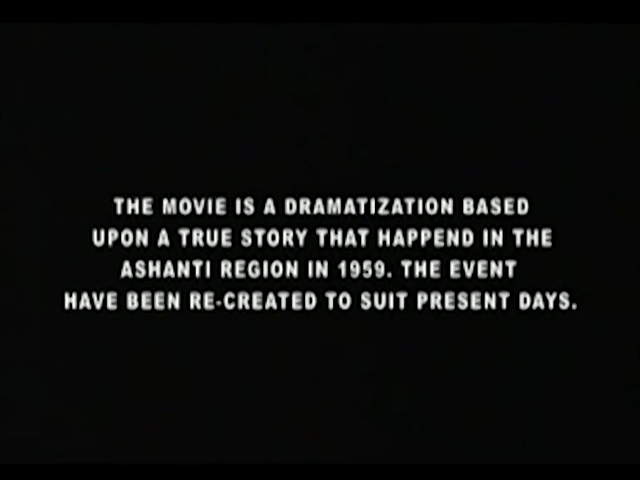 THE MOVIE IS A DRAMATIZATION BASED
UPON A TRUE STORY THAT HAPPEND IN THE
ASHANTI REGION IN 1959. THE EVENT
HAVE BEEN RE-CREATED TO SUIT PRESENT DAYS.